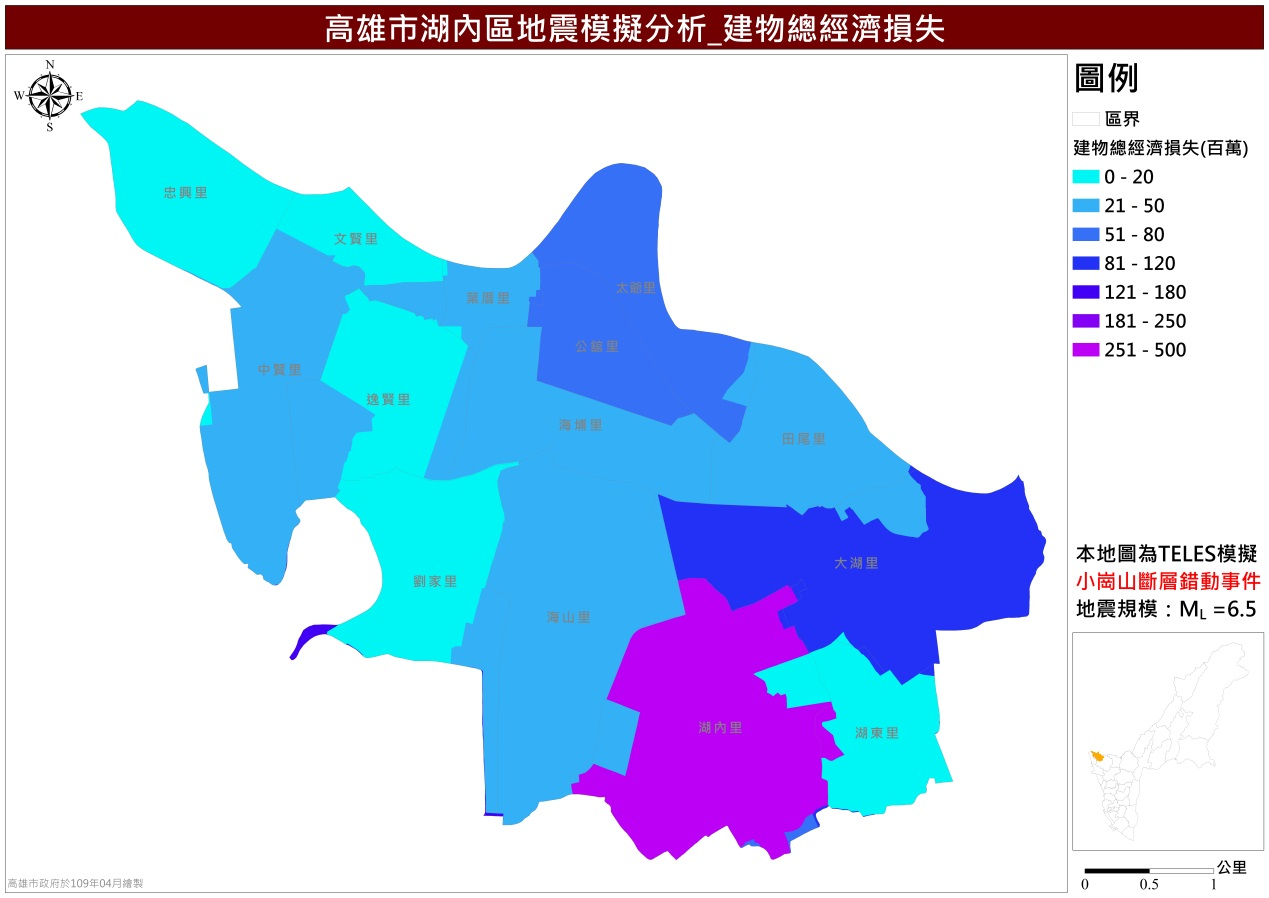 高雄市湖內區地震模擬分析_建物總經濟損失
N
W E
S
忠興里
文賢里
葉厝里
太爺里
公舘里
中賢里
逸賢里
海埔里
田尾里
大湖里
劉家里
海山里
湖內里
湖東里
高雄市政府於109年04月繪製
圖例
區界
建物總經濟損失(百萬)
0 - 20
21 - 50
51 - 80
81 - 120
121 - 180
181 - 250
251 - 500
本地圖為TELES模擬
小崗山斷層錯動事件
地震規模：ML =6.5
公里
0 0.5 1